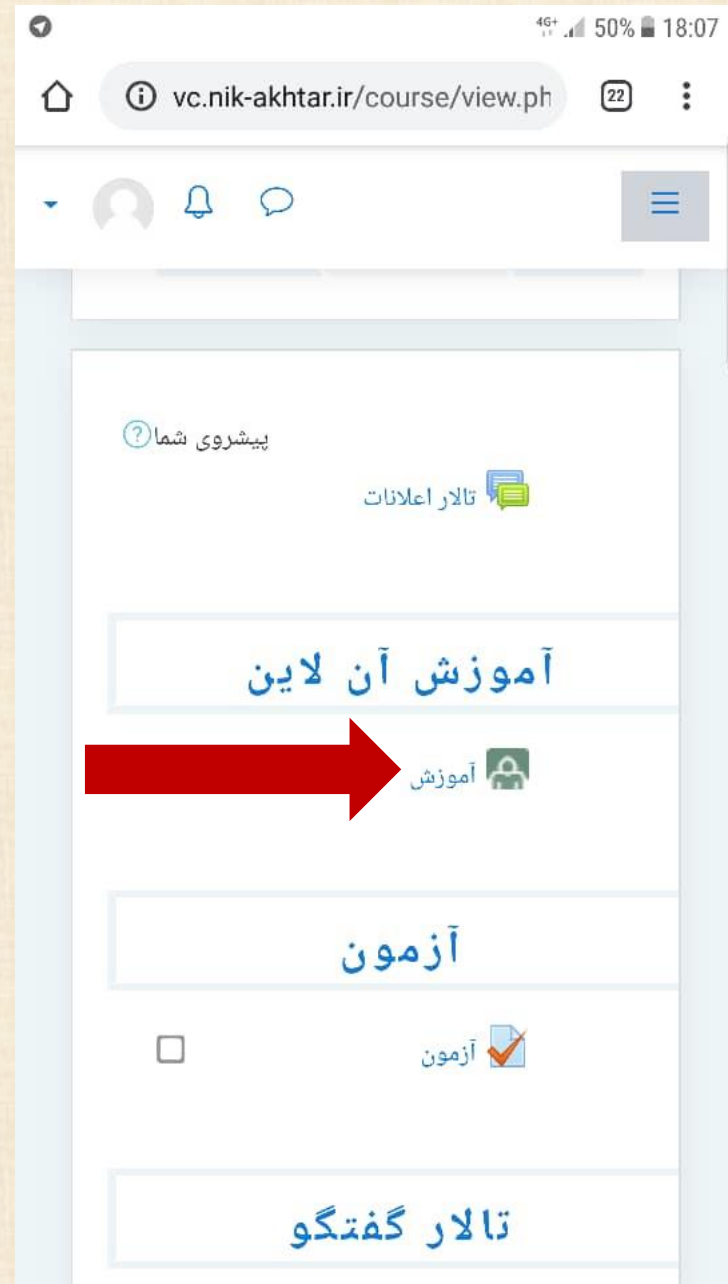 4G+ 50% 18:07
vc.nik-akhtar.ir/course/view.ph 22
پیشروی شما ?
تالار اعلانات
آموزش آن لاین
آموزش
آزمون
آزمون
تالار گفتگو